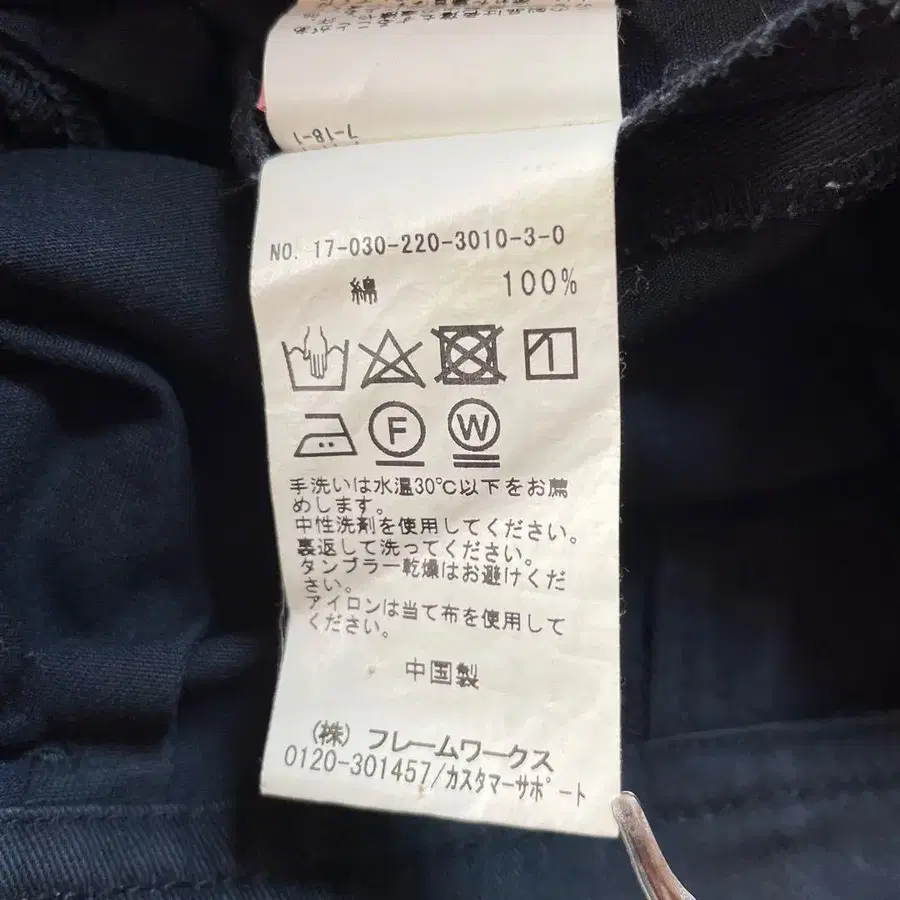 7-18-1
NO. 17-030-220-3010-3-0
綿 100%
F W
手洗いは水温30℃以下をお薦
めします。
中性洗剤を使用してください。
裏返して洗ってください。
タンブラー乾燥はお避けくだ
さい。
アイロンは当て布を使用して
ください。
中国製
(株) フレームワークス
0120-301457/カスタマーサポート